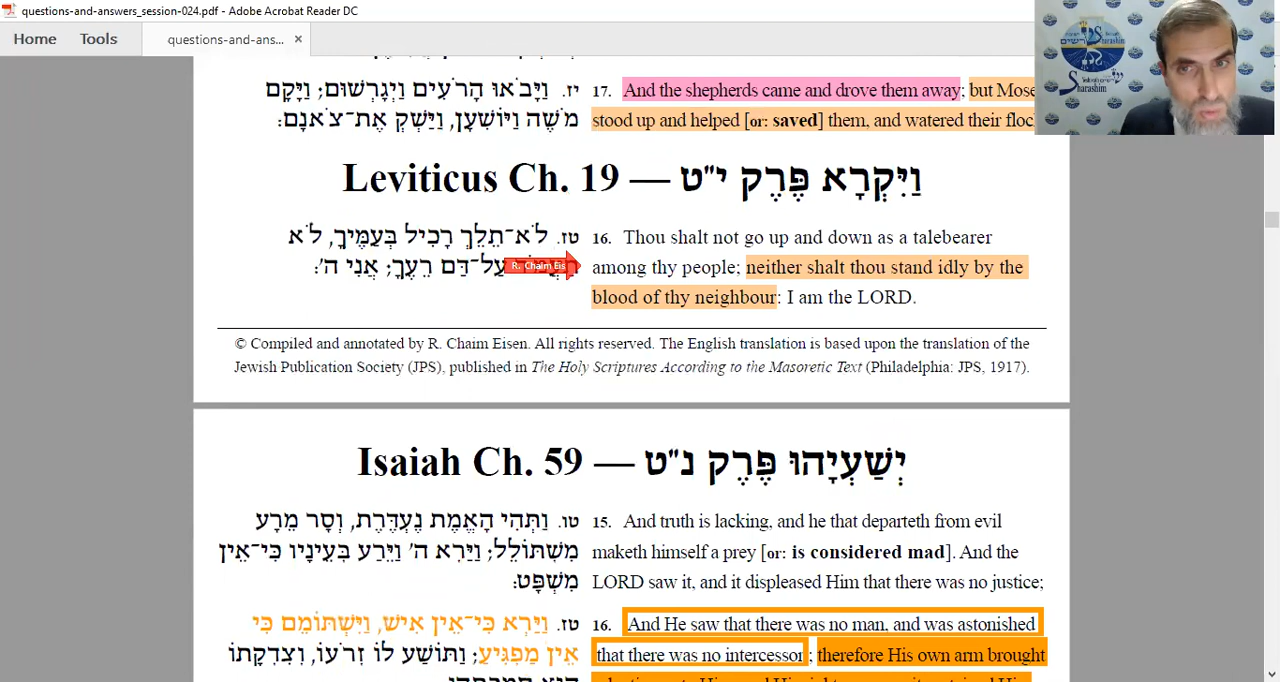 questions-and-answers_session-024.pdf - Adobe Acrobat Reader DC
Home Tools questions-and-ans... ×
17. And the shepherds came and drove them away; but Mose
stood up and helped [or: saved] them, and watered their floc
יז. וַיָּבֹאוּ הָרֹעִים וַיְגָרְשׁוּם; וַיָּקָם
מֹשֶׁה וַיּוֹשִׁעָן, וַיַּשְׁקְ אֶת־צֹאנָם:
Leviticus Ch. 19 — וַיִּקְרָא פֶּרֶק י"ט
16. Thou shalt not go up and down as a talebearer
among thy people; neither shalt thou stand idly by the
blood of thy neighbour: I am the LORD.
טז. לֹא־תֵלֵךְ רָכִיל בְּעַמֶּיךָ, לֹא
עַל־דַּם רֵעֶךָ; אֲנִי ה':
R. Chaim Eis
© Compiled and annotated by R. Chaim Eisen. All rights reserved. The English translation is based upon the translation of the
Jewish Publication Society (JPS), published in The Holy Scriptures According to the Masoretic Text (Philadelphia: JPS, 1917).
Isaiah Ch. 59 — יְשַׁעְיָהוּ פֶּרֶק נ"ט
15. And truth is lacking, and he that departeth from evil
maketh himself a prey [or: is considered mad]. And the
LORD saw it, and it displeased Him that there was no justice;
טו. וַתְּהִי הָאֱמֶת נֶעְדֶּרֶת, וְסָר מֵרָע
מִשְׁתּוֹלֵל; וַיַּרְא ה' וַיֵּרַע בְּעֵינָיו כִּי־אֵין
מִשְׁפָּט:
16. And He saw that there was no man, and was astonished
that there was no intercessor; therefore His own arm brought
טז. וַיַּרְא כִּי־אֵין אִישׁ, וַיִּשְׁתּוֹמֵם כִּי
אֵין מַפְגִּיעַ; וַתּוֹשַׁע לוֹ זְרֹעוֹ, וְצִדְקָתוֹ
Sharashim